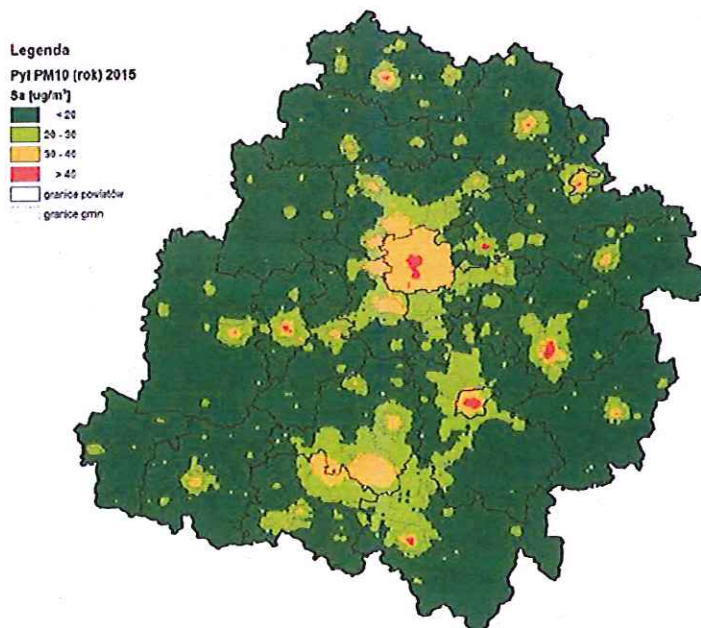 Legenda
Pył PM10 (rok) 2015
Sa [ug/m³]
< 20
20 - 30
30 - 40
> 40
granice powiatów
granice gmin